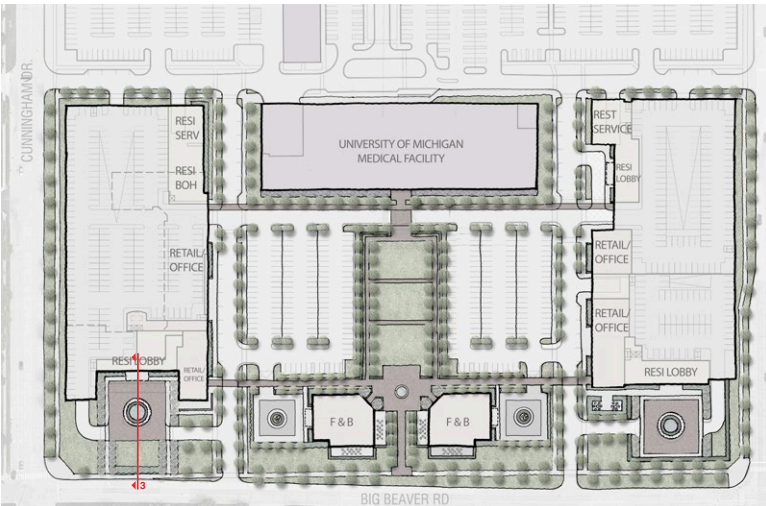 CUNNINGHAM DR.
RESI
SERV
RESI
BOH
RETAIL/
OFFICE
RESI LOBBY
RETAIL/
OFFICE
UNIVERSITY OF MICHIGAN
MEDICAL FACILITY
REST
SERVICE
RESI
LOBBY
RETAIL/
OFFICE
RETAIL/
OFFICE
RESI LOBBY
F & B
F & B
3
BIG BEAVER RD